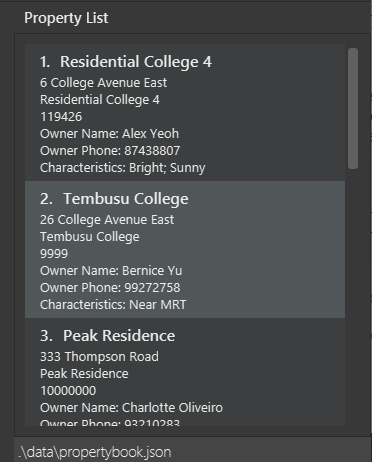 Property List
1. Residential College 4
6 College Avenue East
Residential College 4
119426
Owner Name: Alex Yeoh
Owner Phone: 87438807
Characteristics: Bright; Sunny
2. Tembusu College
26 College Avenue East
Tembusu College
9999
Owner Name: Bernice Yu
Owner Phone: 99272758
Characteristics: Near MRT
3. Peak Residence
333 Thompson Road
Peak Residence
10000000
Owner Name: Charlotte Oliveiro
Owner Phone: 93210283
.\data\propertybook.json